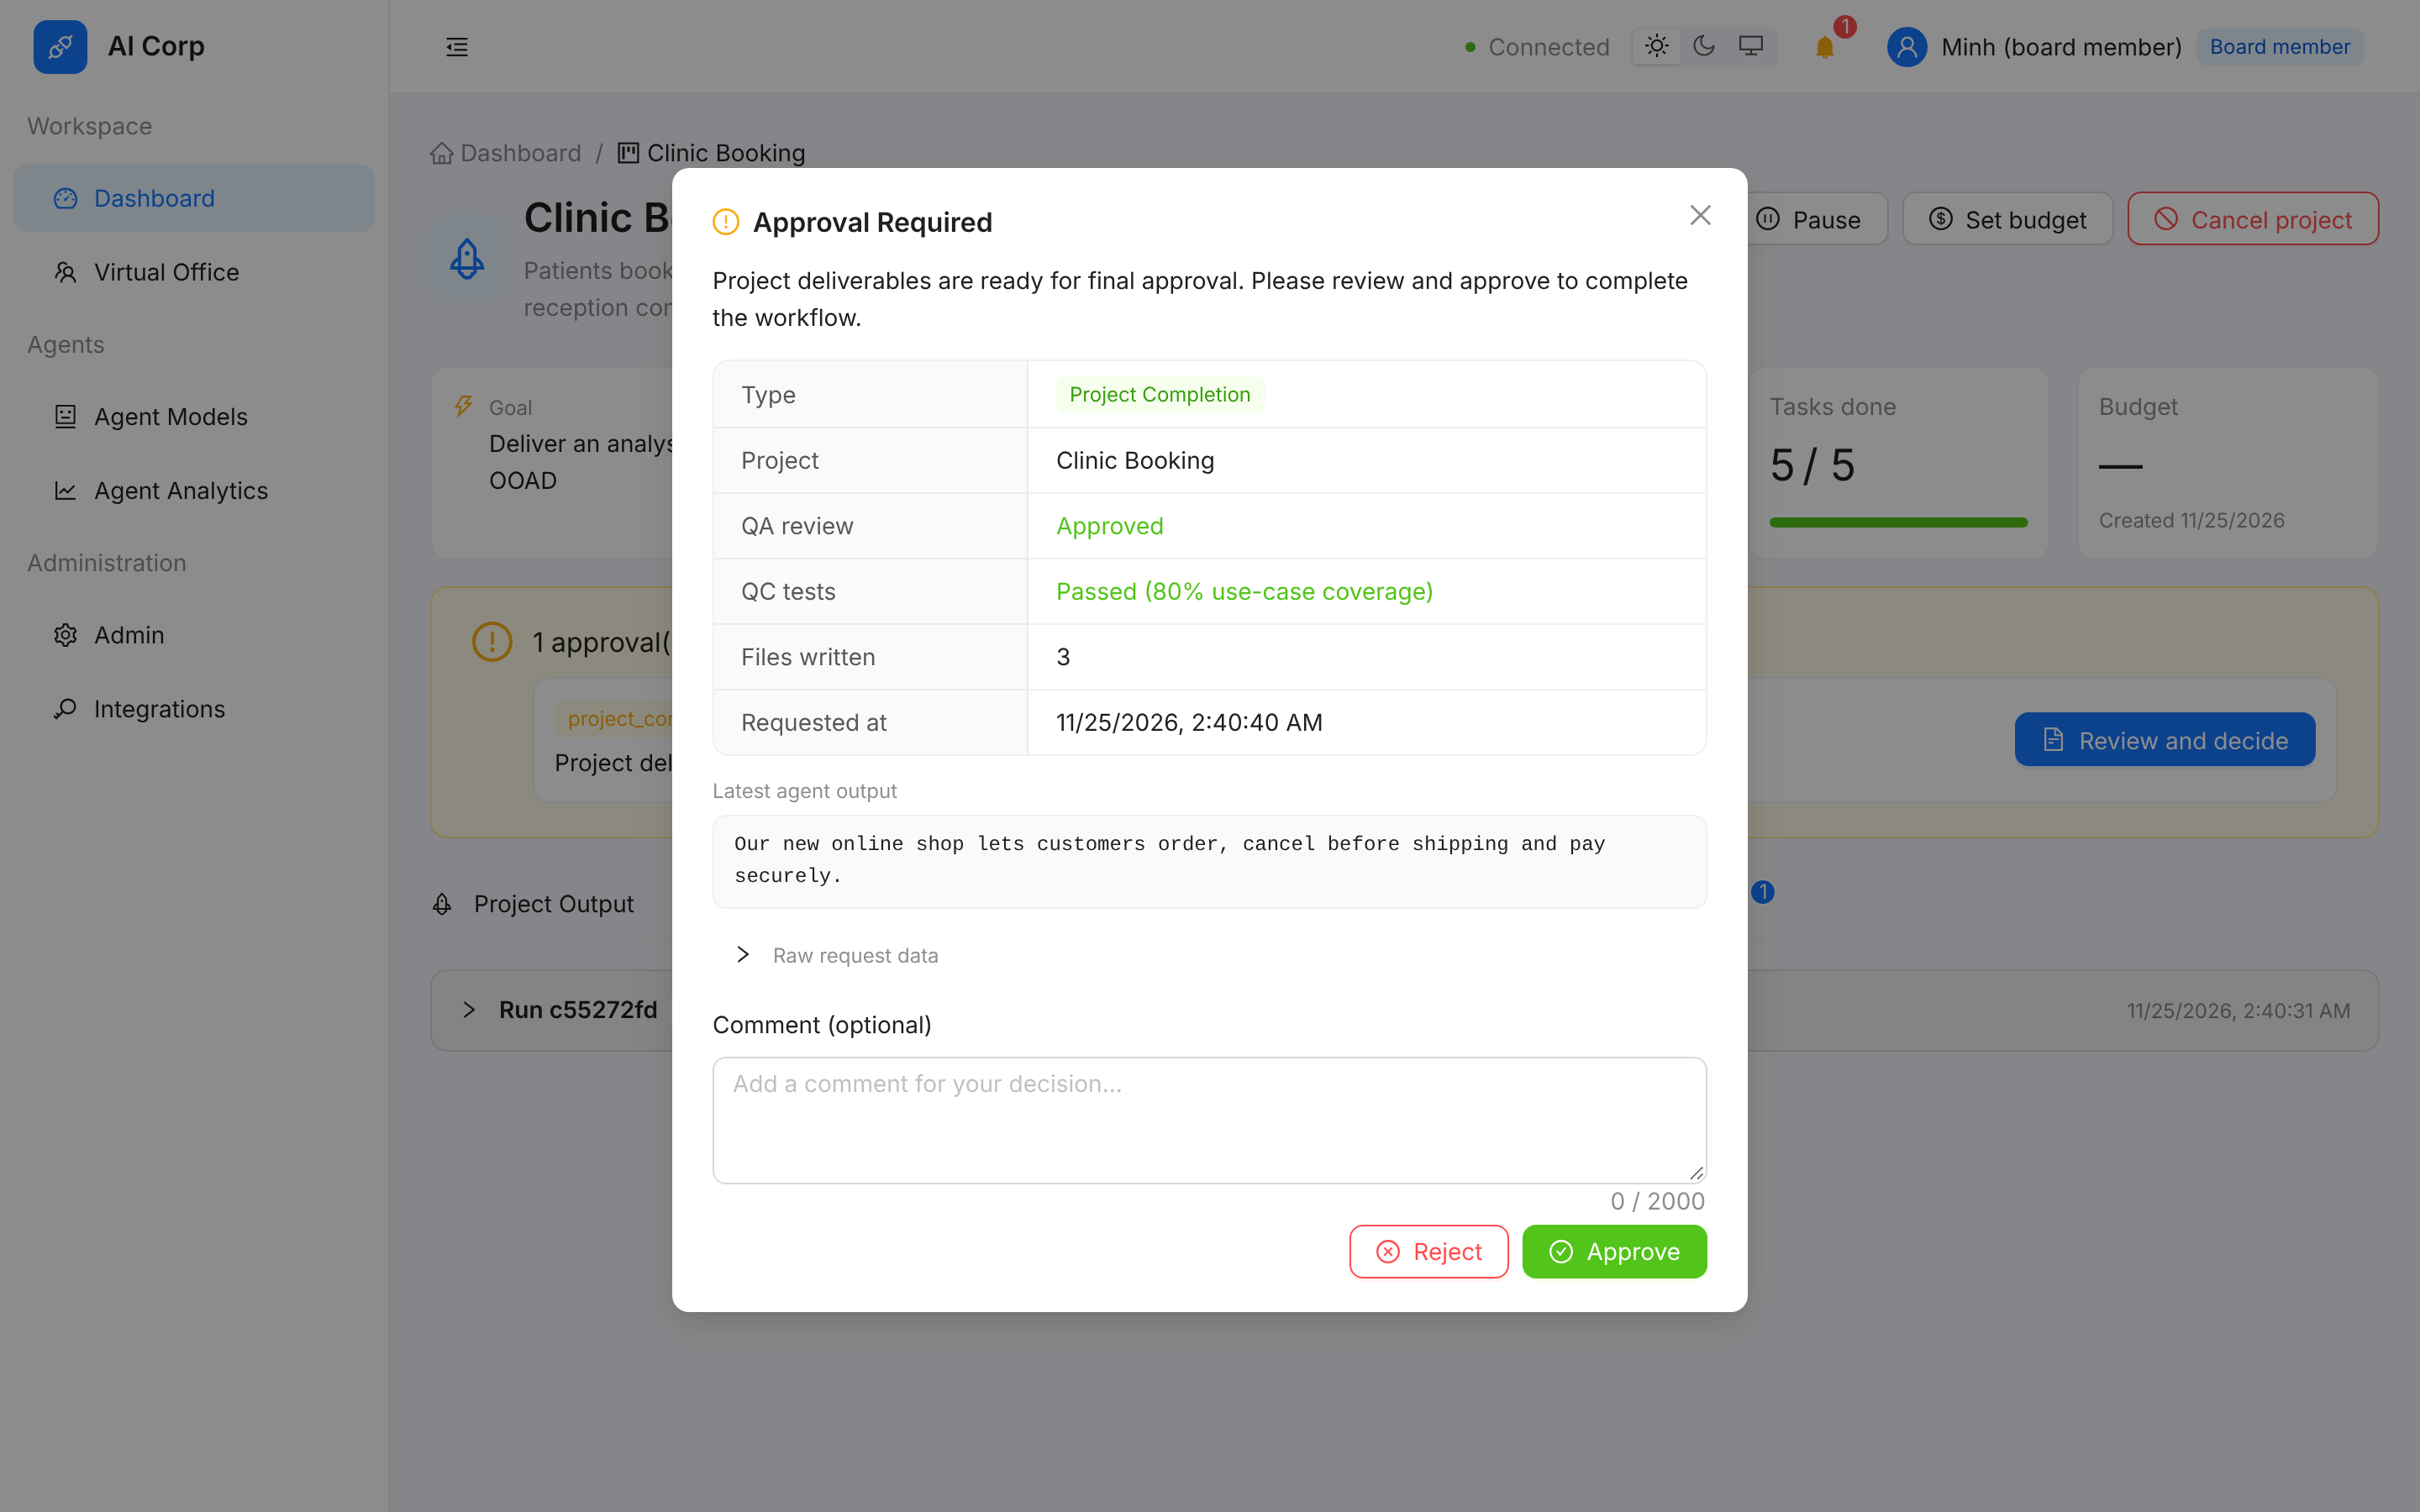 AI Corp
Connected
1
Minh (board member)
Board member
Workspace
Dashboard
Virtual Office
Agents
Agent Models
Agent Analytics
Administration
Admin
Integrations
Dashboard / Clinic Booking
Clinic B
Patients book
reception con
Pause
Set budget
Cancel project
Goal
Deliver an analys
OOAD
Tasks done
5 / 5
Budget
—
Created 11/25/2026
1 approval(
project_cor
Project del
Review and decide
Project Output
1
Run c55272fd
11/25/2026, 2:40:31 AM
Approval Required
Project deliverables are ready for final approval. Please review and approve to complete
the workflow.
Type
Project Completion
Project
Clinic Booking
QA review
Approved
QC tests
Passed (80% use-case coverage)
Files written
3
Requested at
11/25/2026, 2:40:40 AM
Latest agent output
Our new online shop lets customers order, cancel before shipping and pay
securely.
Raw request data
Comment (optional)
Add a comment for your decision...
0 / 2000
Reject
Approve